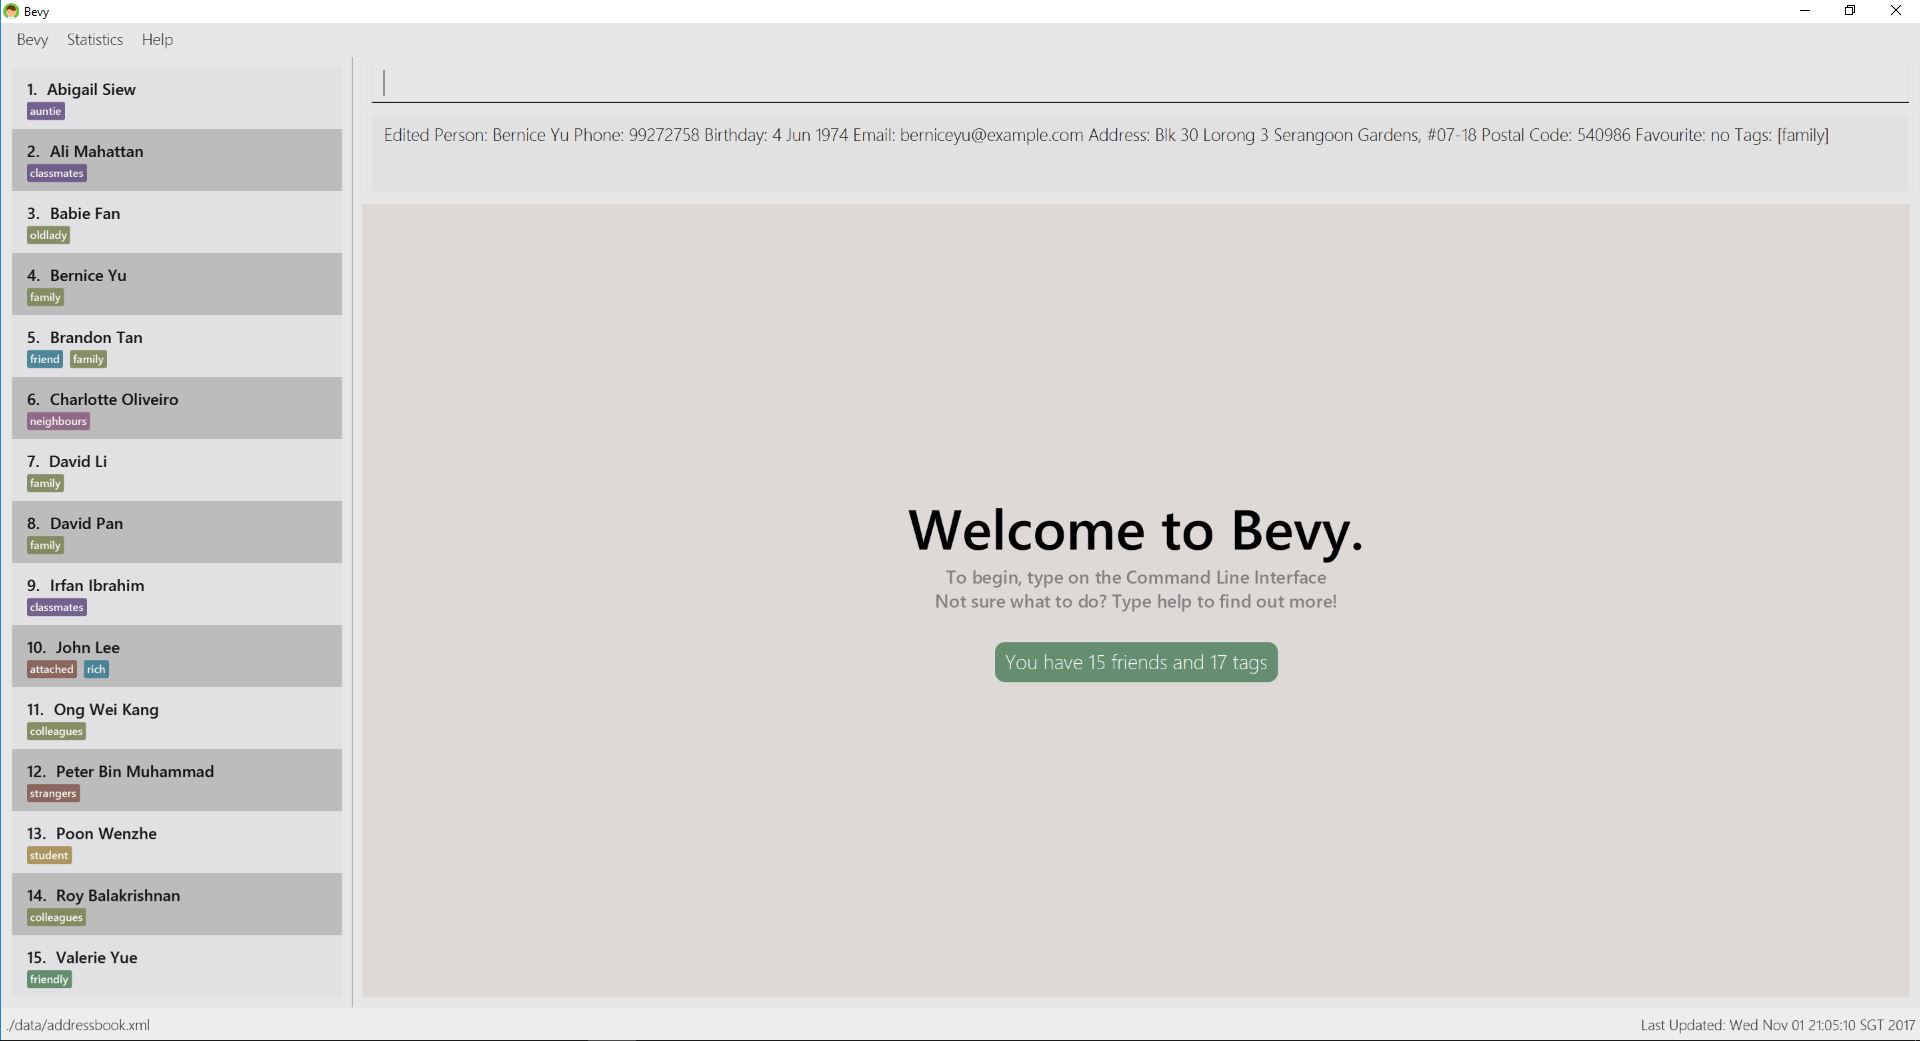 Bevy
Bevy Statistics Help
1. Abigail Siew
auntie
2. Ali Mahattan
classmates
3. Babie Fan
oldlady
4. Bernice Yu
family
5. Brandon Tan
friend family
6. Charlotte Oliveiro
neighbours
7. David Li
family
8. David Pan
family
9. Irfan Ibrahim
classmates
10. John Lee
attached rich
11. Ong Wei Kang
colleagues
12. Peter Bin Muhammad
strangers
13. Poon Wenzhe
student
14. Roy Balakrishnan
colleagues
15. Valerie Yue
friendly
Edited Person: Bernice Yu Phone: 99272758 Birthday: 4 Jun 1974 Email: berniceyu@example.com Address: Blk 30 Lorong 3 Serangoon Gardens, #07-18 Postal Code: 540986 Favourite: no Tags: [family]
Welcome to Bevy.
To begin, type on the Command Line Interface
Not sure what to do? Type help to find out more!
You have 15 friends and 17 tags
./data/addressbook.xml
Last Updated: Wed Nov 01 21:05:10 SGT 2017